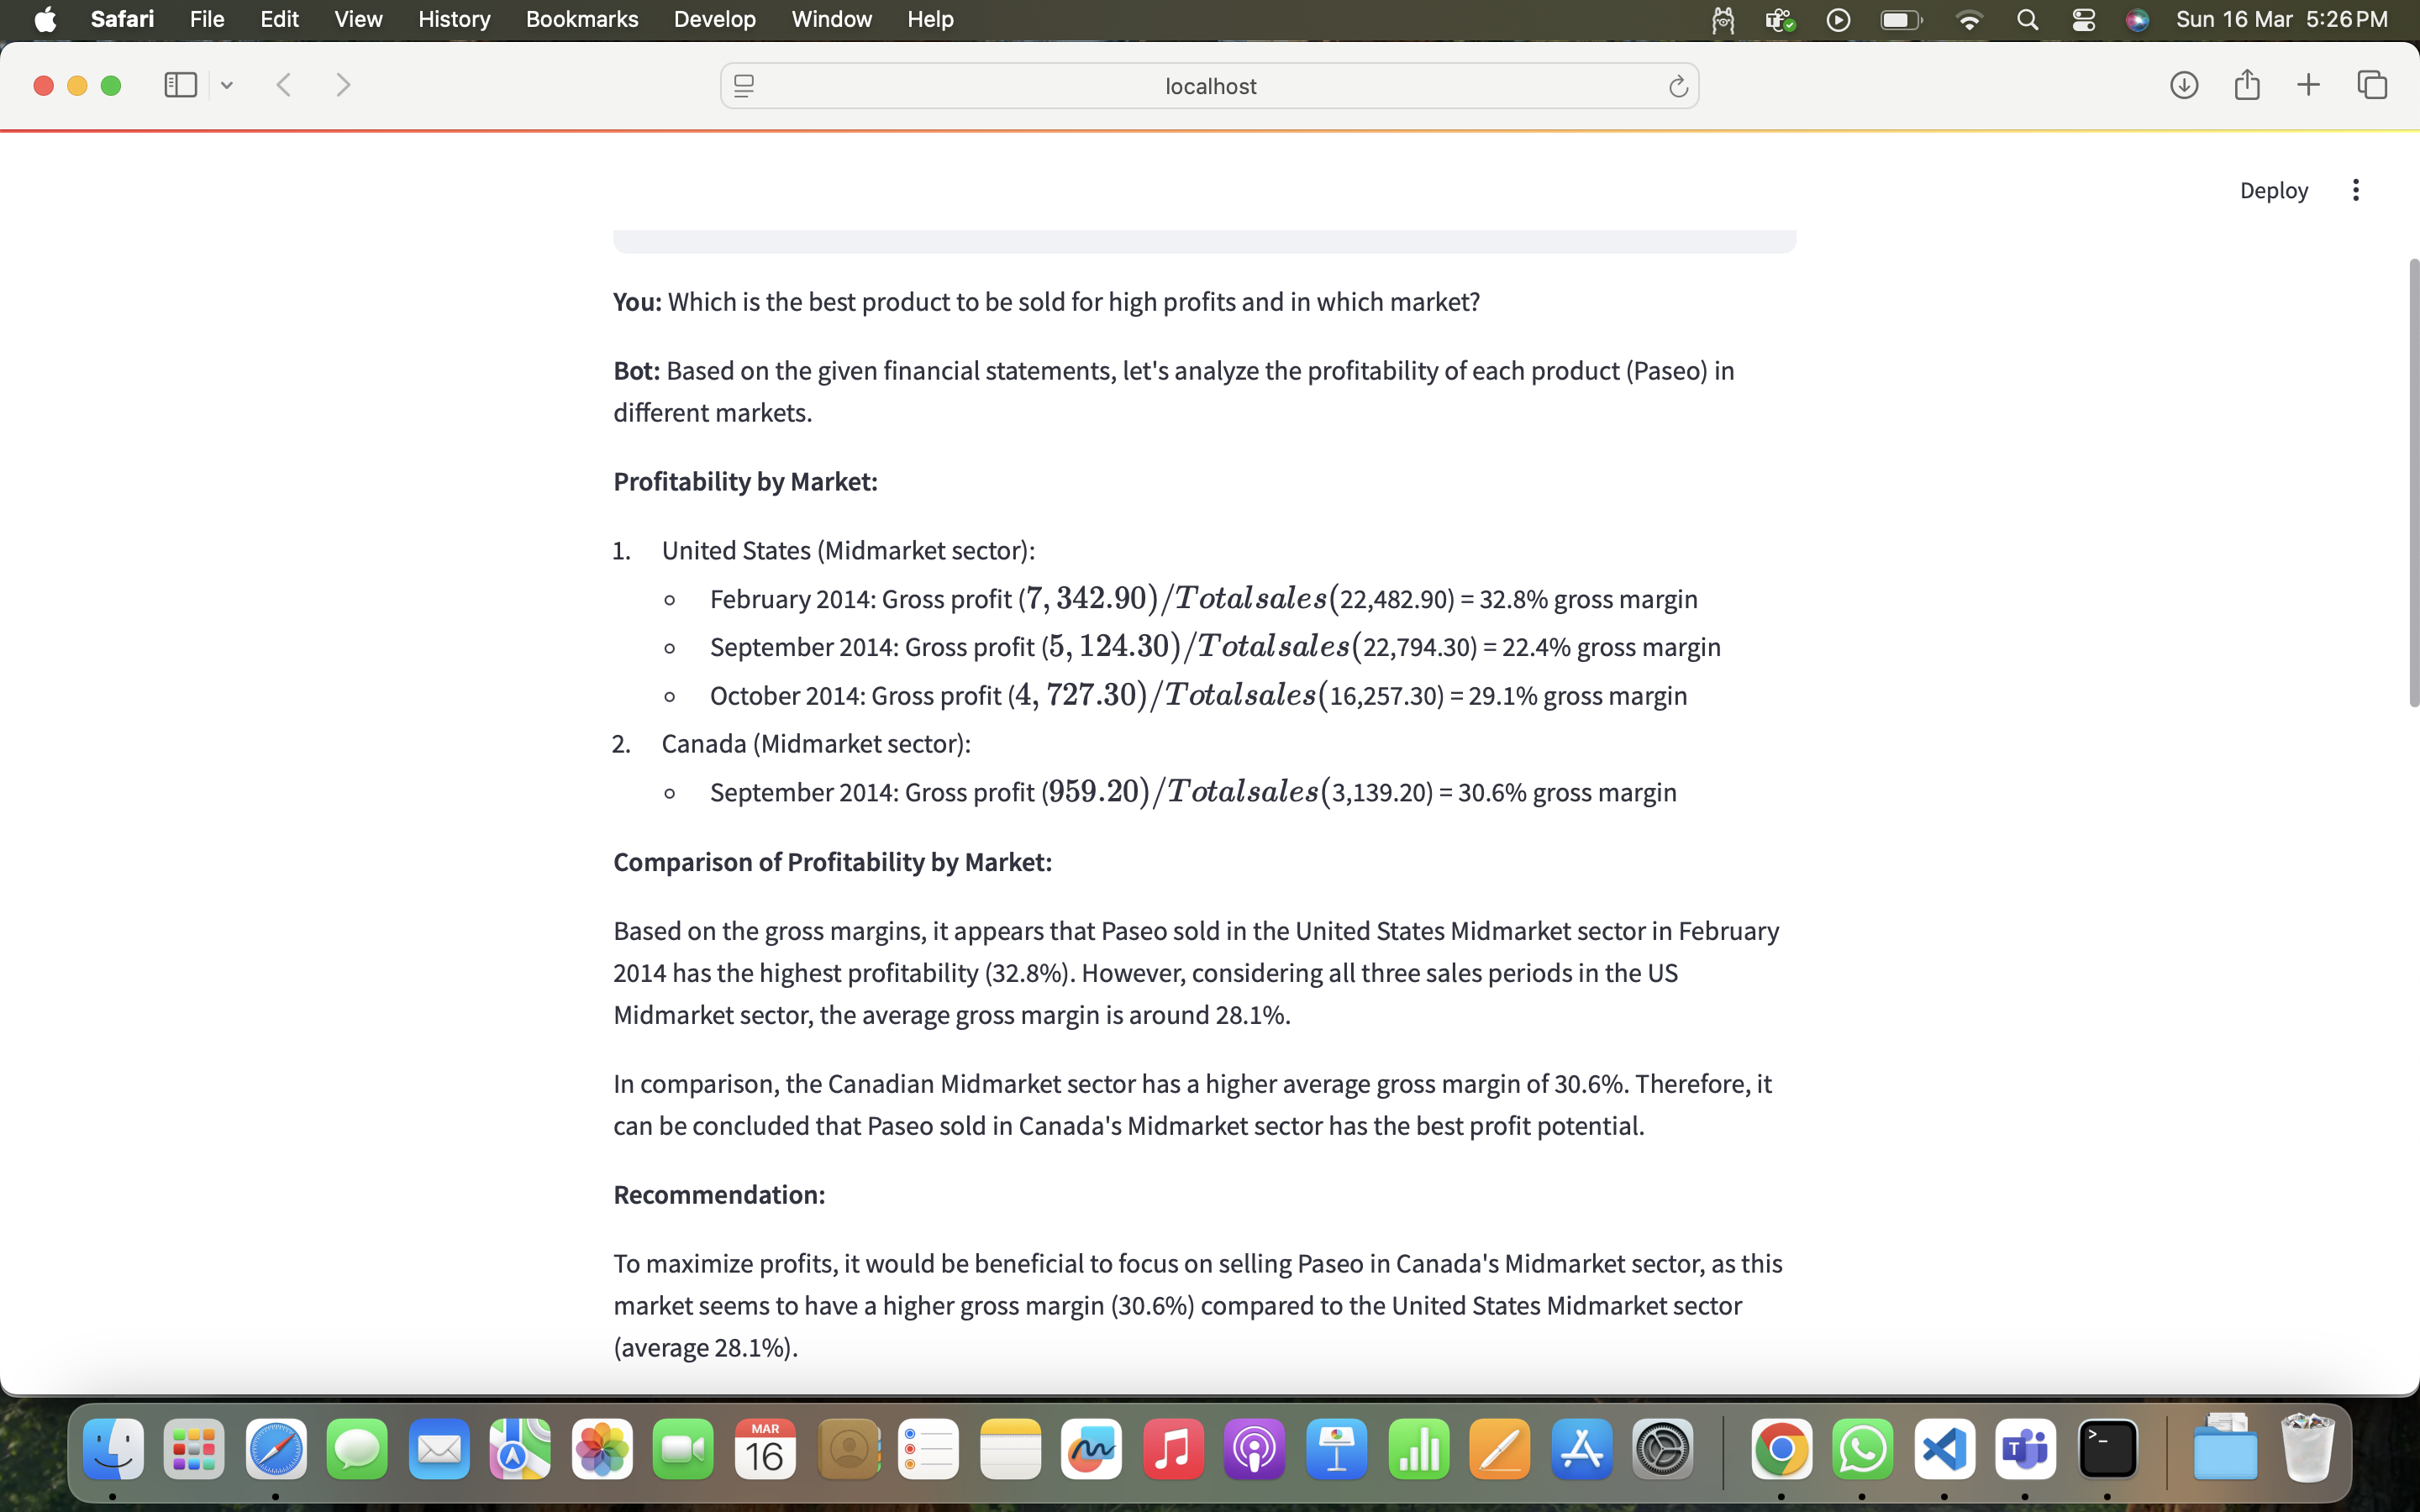 Safari File Edit View History Bookmarks Develop Window Help Sun 16 Mar 5:26 PM
localhost
Deploy
You: Which is the best product to be sold for high profits and in which market?
Bot: Based on the given financial statements, let's analyze the profitability of each product (Paseo) in
different markets.
Profitability by Market:
1. United States (Midmarket sector):
February 2014: Gross profit (7, 342.90)/Totalsales(22,482.90) = 32.8% gross margin
September 2014: Gross profit (5, 124.30)/Totalsales(22,794.30) = 22.4% gross margin
October 2014: Gross profit (4, 727.30)/Totalsales(16,257.30) = 29.1% gross margin
2. Canada (Midmarket sector):
September 2014: Gross profit (959.20)/Totalsales(3,139.20) = 30.6% gross margin
Comparison of Profitability by Market:
Based on the gross margins, it appears that Paseo sold in the United States Midmarket sector in February
2014 has the highest profitability (32.8%). However, considering all three sales periods in the US
Midmarket sector, the average gross margin is around 28.1%.
In comparison, the Canadian Midmarket sector has a higher average gross margin of 30.6%. Therefore, it
can be concluded that Paseo sold in Canada's Midmarket sector has the best profit potential.
Recommendation:
To maximize profits, it would be beneficial to focus on selling Paseo in Canada's Midmarket sector, as this
market seems to have a higher gross margin (30.6%) compared to the United States Midmarket sector
(average 28.1%).
MAR
16
T
>_